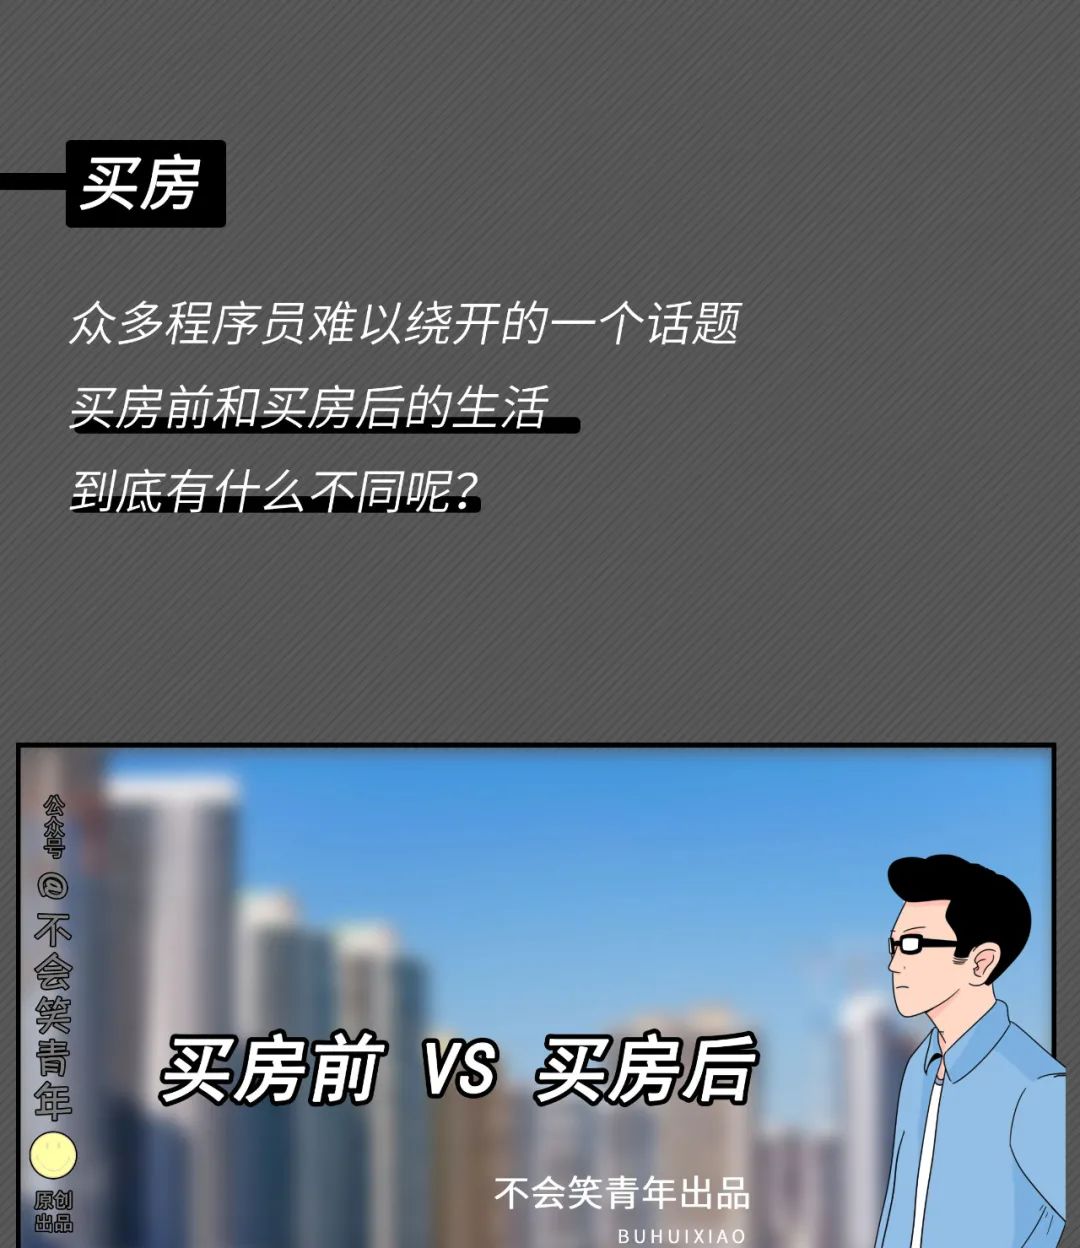 买房
众多程序员难以绕开的一个话题
买房前和买房后的生活
到底有什么不同呢？
公众号@不会笑青年
原创
出品
买房前 VS 买房后
不会笑青年出品
BUHUIXIAO